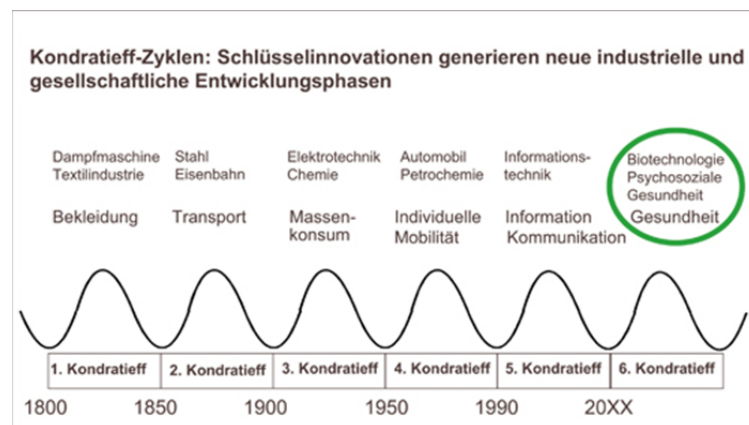 Kondratieff-Zyklen: Schlüsselinnovationen generieren neue industrielle und
gesellschaftliche Entwicklungsphasen
Dampfmaschine
Textilindustrie
Bekleidung
Stahl
Eisenbahn
Transport
Elektrotechnik
Chemie
Massen-
konsum
Automobil
Petrochemie
Individuelle
Mobilität
Informations-
technik
Information
Kommunikation
Biotechnologie
Psychosoziale
Gesundheit
Gesundheit
1. Kondratieff
2. Kondratieff
3. Kondratieff
4. Kondratieff
5. Kondratieff
6. Kondratieff
1800
1850
1900
1950
1990
20XX